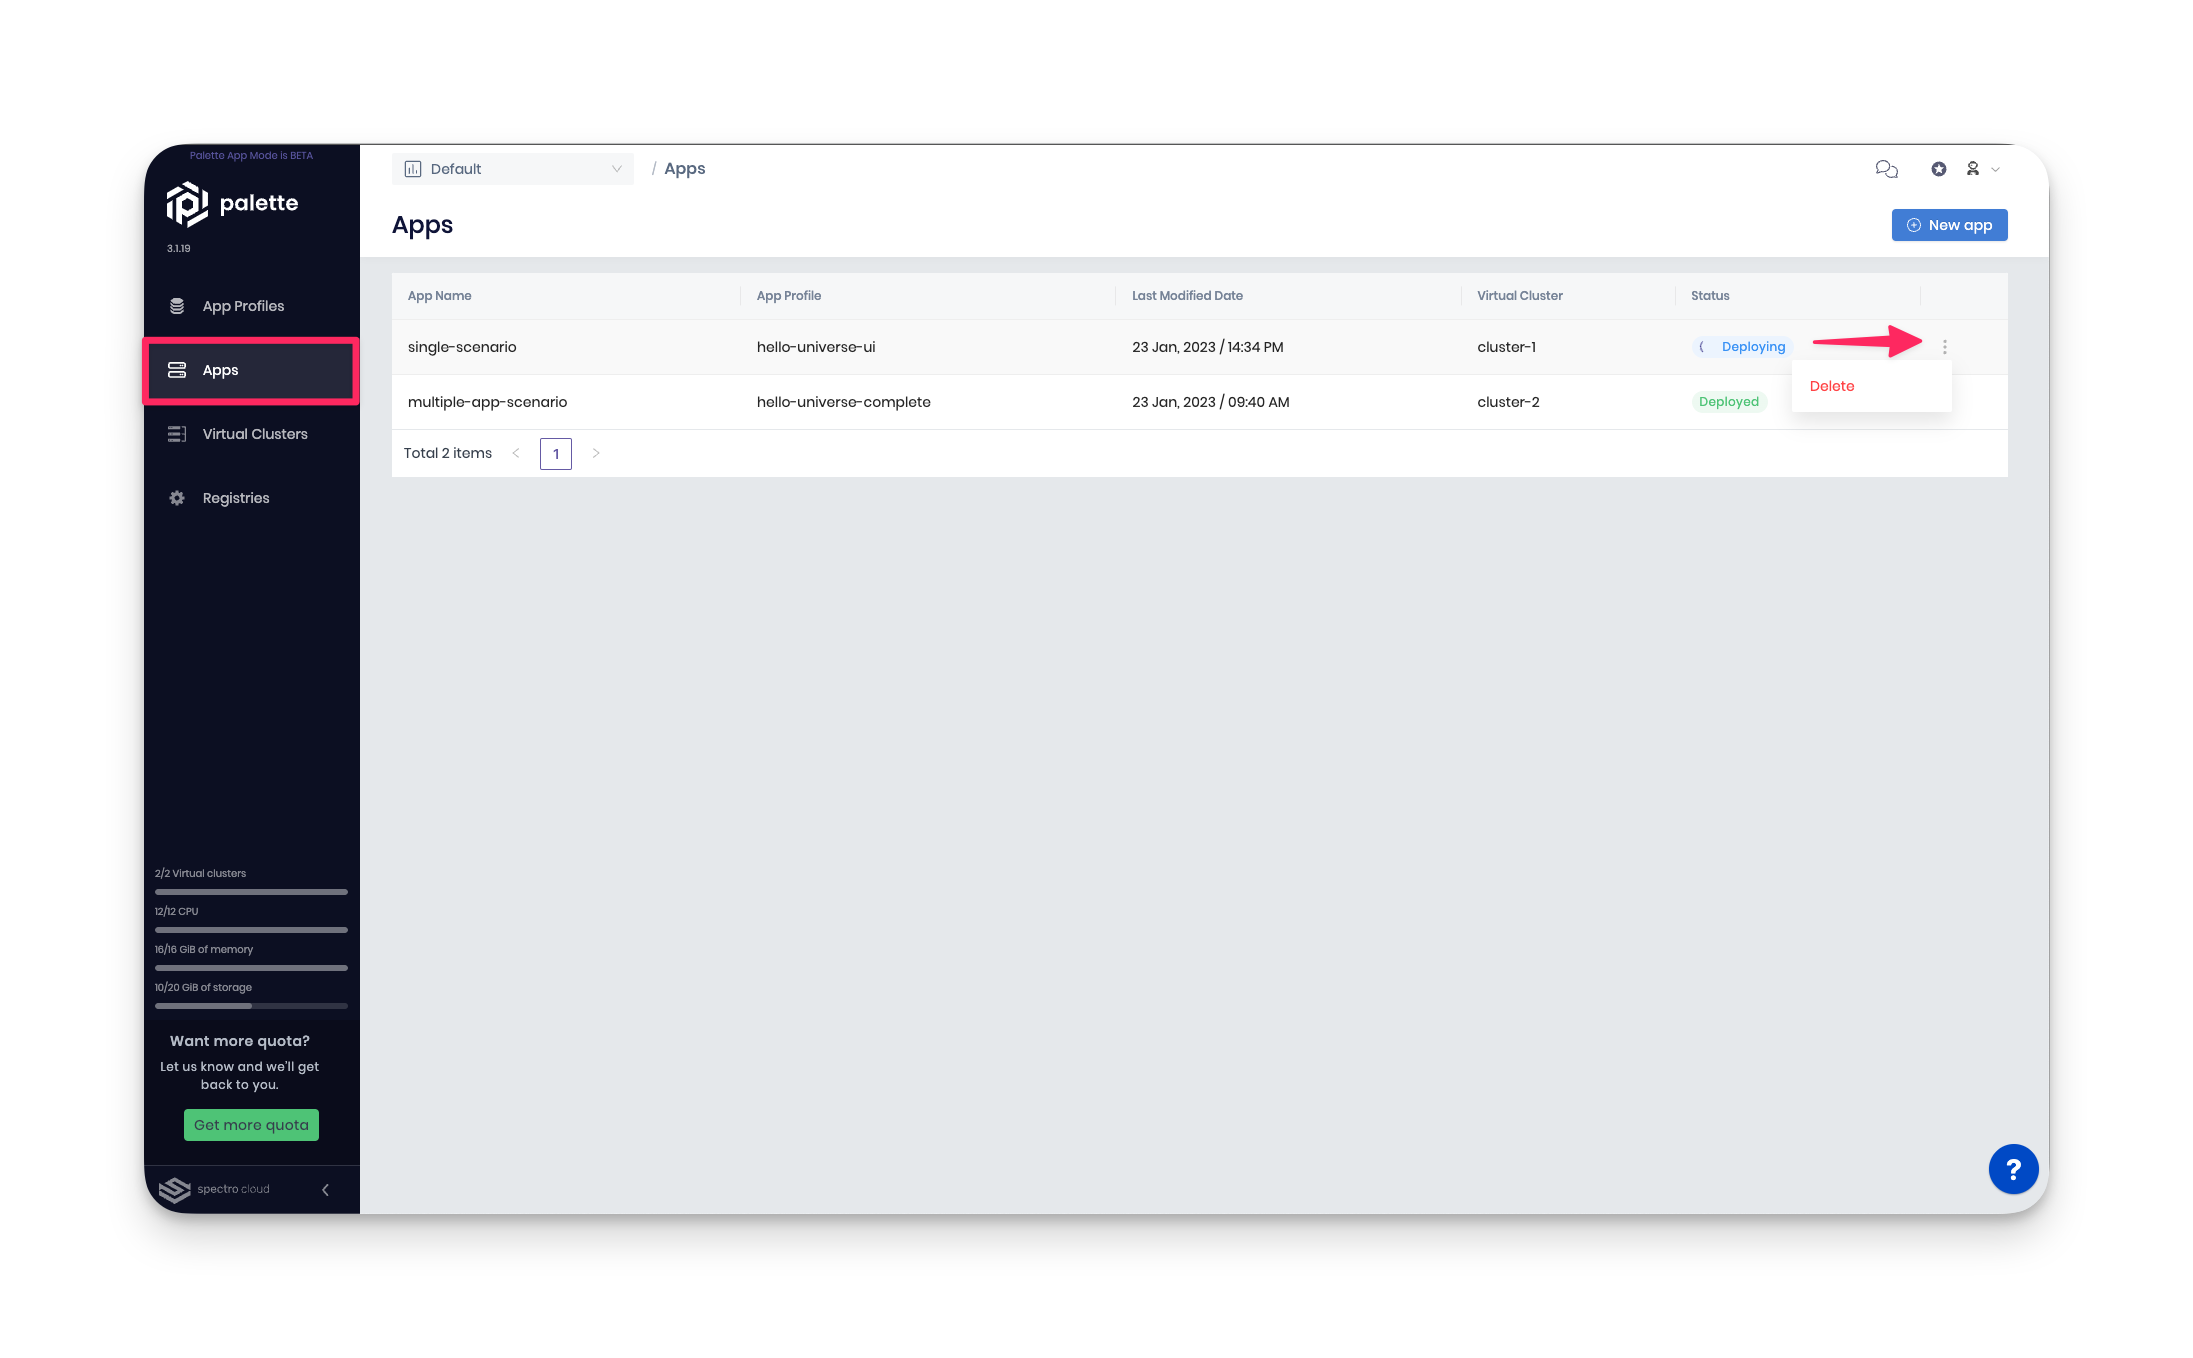 Palette App Mode is BETA
palette
3.1.19
App Profiles
Apps
Virtual Clusters
Registries
2/2 Virtual clusters
12/12 CPU
16/16 GiB of memory
10/20 GiB of storage
Want more quota?
Let us know and we'll get
back to you.
Get more quota
spectro cloud
Default / Apps
Apps
New app
App Name App Profile Last Modified Date Virtual Cluster Status
single-scenario hello-universe-ui 23 Jan, 2023 / 14:34 PM cluster-1 Deploying
Delete
multiple-app-scenario hello-universe-complete 23 Jan, 2023 / 09:40 AM cluster-2 Deployed
Total 2 items < 1 >
?